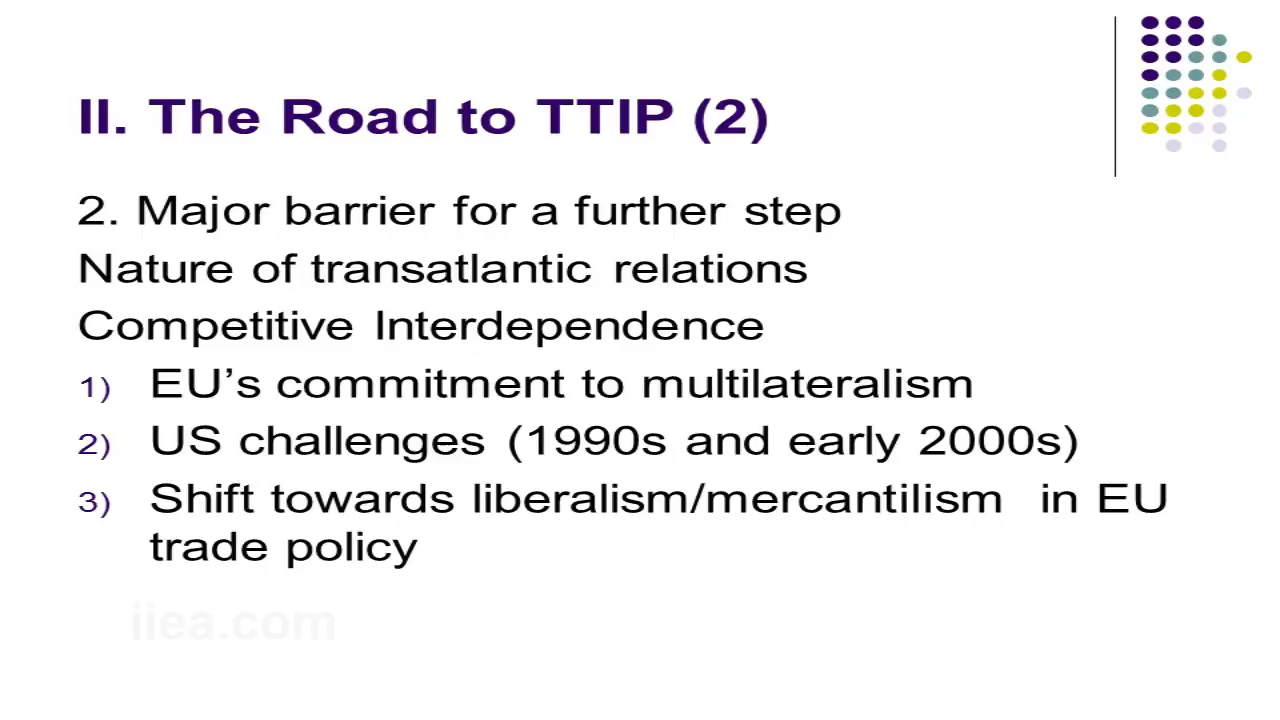 II. The Road to TTIP (2)
2. Major barrier for a further step
Nature of transatlantic relations
Competitive Interdependence
1) EU’s commitment to multilateralism
2) US challenges (1990s and early 2000s)
3) Shift towards liberalism/mercantilism in EU
trade policy
iiea.com